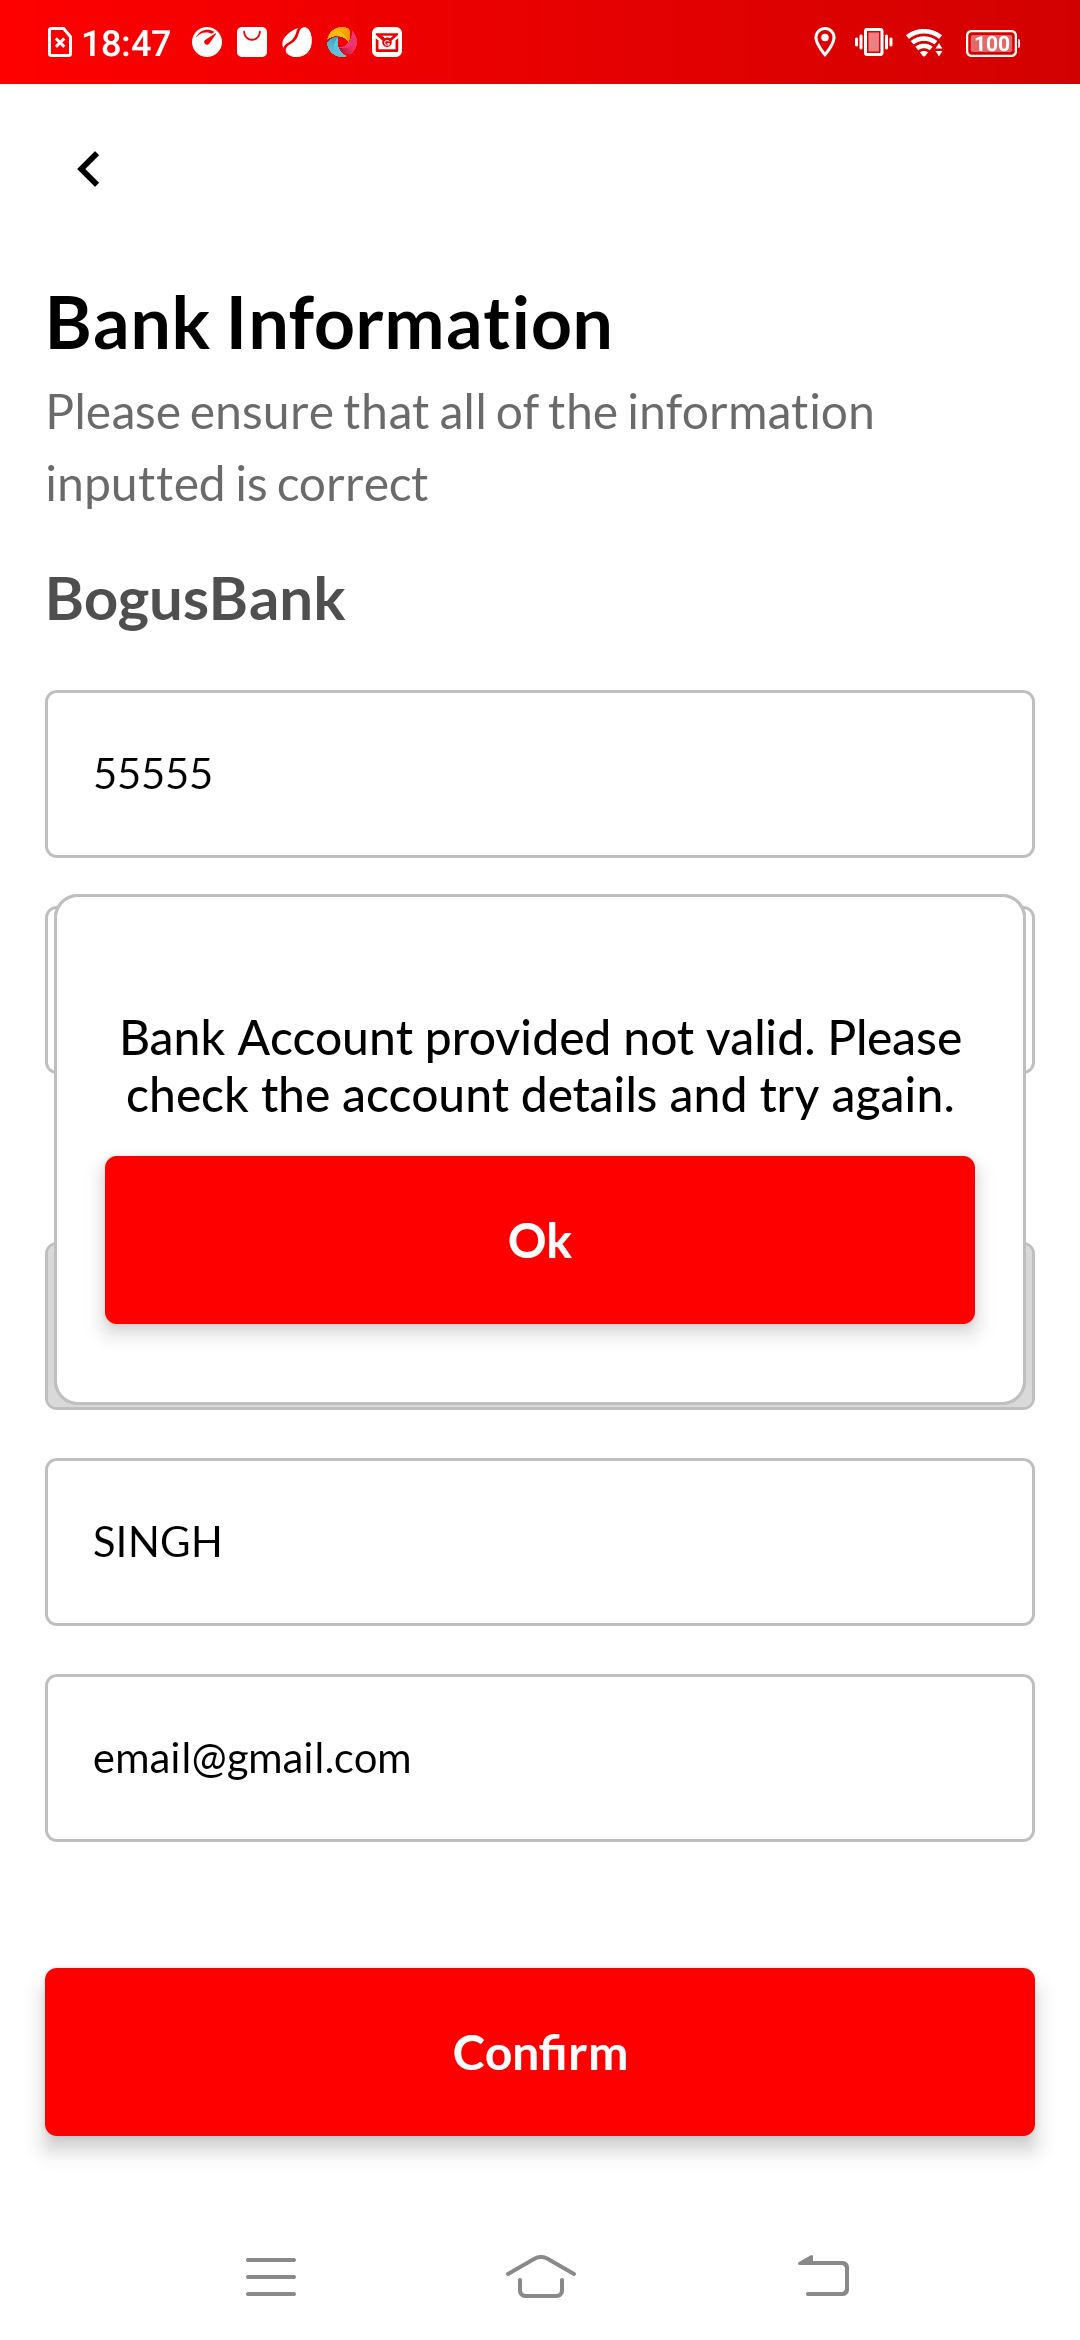 18:47
100
Bank Information
Please ensure that all of the information
inputted is correct
BogusBank
55555
Bank Account provided not valid. Please
check the account details and try again.
Ok
SINGH
email@gmail.com
Confirm